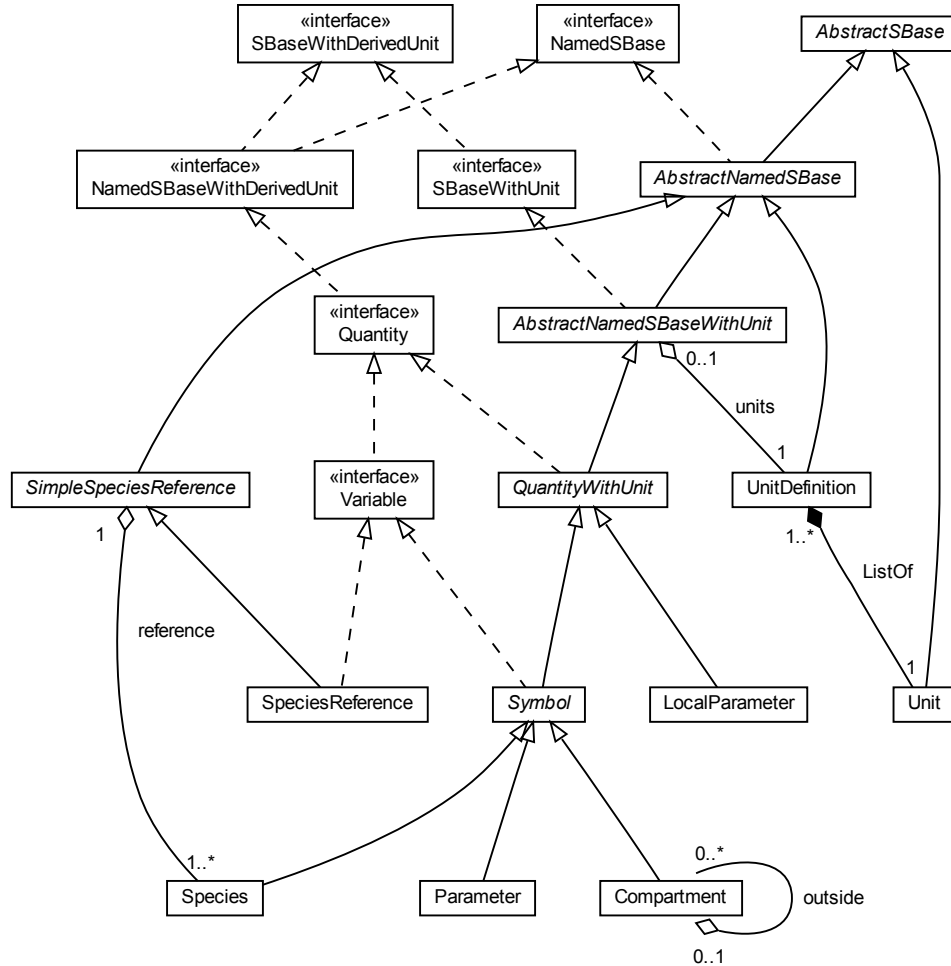 «interface»
SBaseWithDerivedUnit
«interface»
NamedSBase
AbstractSBase
«interface»
NamedSBaseWithDerivedUnit
«interface»
SBaseWithUnit
AbstractNamedSBase
«interface»
Quantity
AbstractNamedSBaseWithUnit
0..1
units
1
SimpleSpeciesReference
«interface»
Variable
QuantityWithUnit
UnitDefinition
1
1..*
ListOf
reference
1
SpeciesReference
Symbol
LocalParameter
Unit
1..*
0..*
Species
Parameter
Compartment
outside
0..1